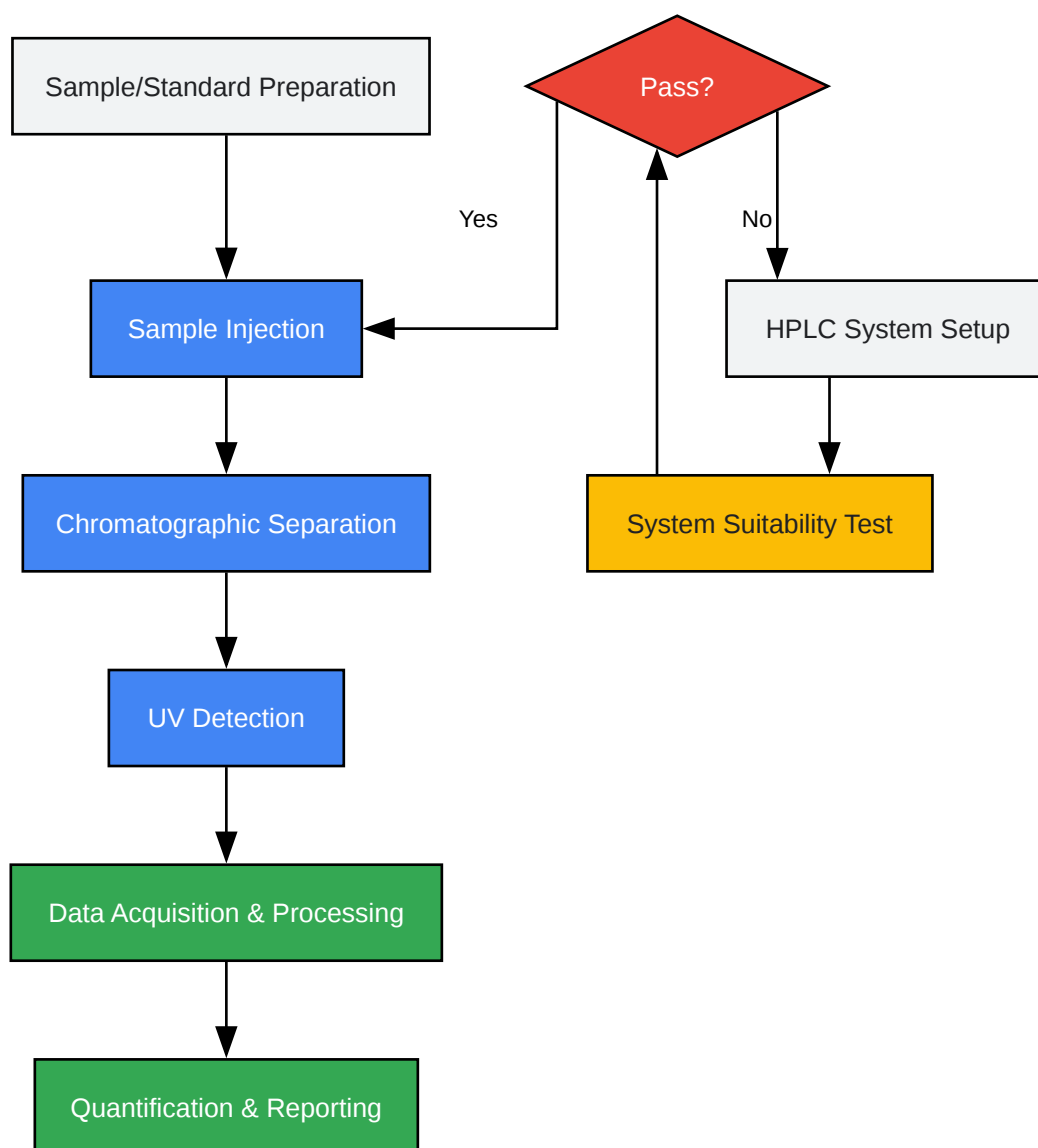 Sample/Standard Preparation
Pass?
Yes
No
Sample Injection
HPLC System Setup
Chromatographic Separation
System Suitability Test
UV Detection
Data Acquisition & Processing
Quantification & Reporting